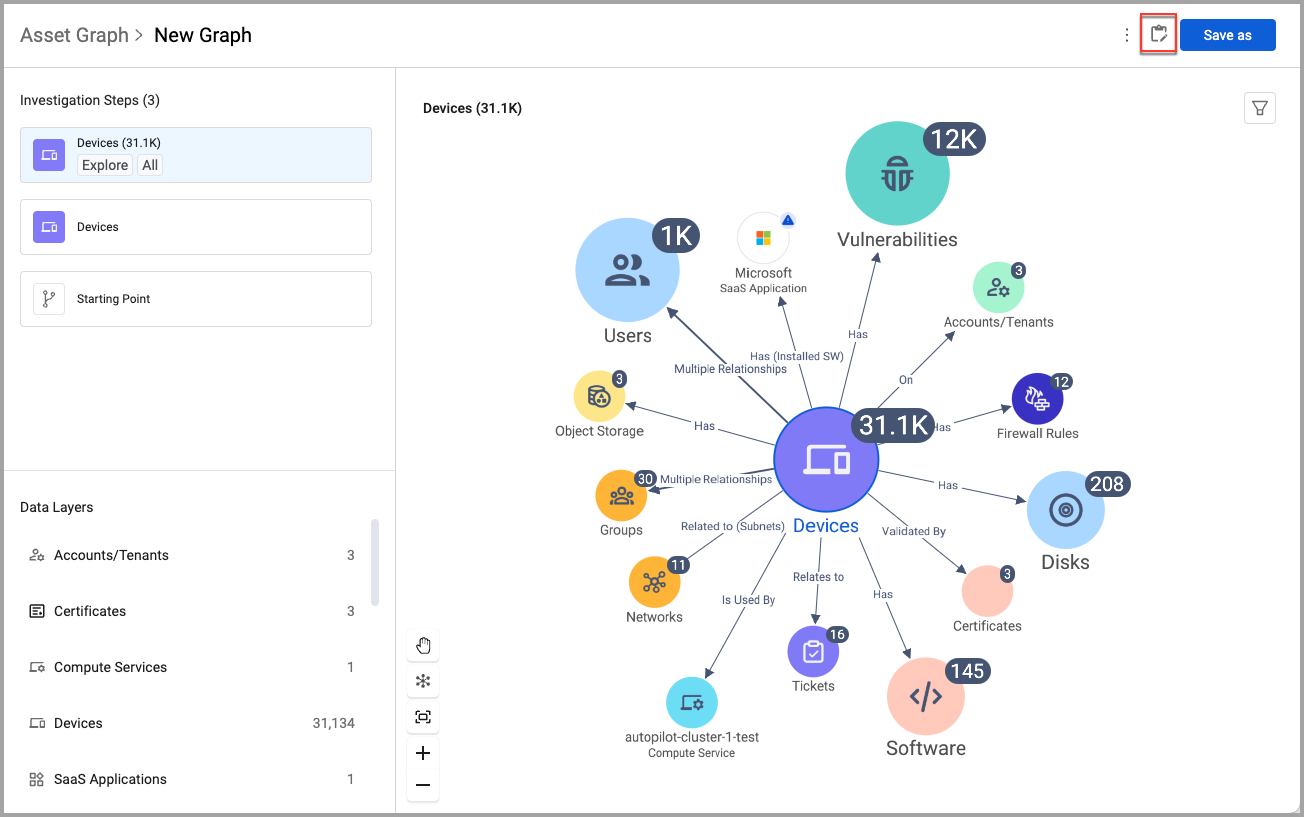 Asset Graph > New Graph
Save as
Investigation Steps (3)
Devices (31.1K)
Explore All
Devices
Starting Point
Data Layers
Accounts/Tenants 3
Certificates 3
Compute Services 1
Devices 31,134
SaaS Applications 1
Devices (31.1K)
12K
Vulnerabilities
1K
Users
Microsoft
SaaS Application
3
Accounts/Tenants
Has
Has (Installed SW)
Multiple Relationships
On
3
Object Storage
Has
12
Firewall Rules
Has
31.1K
Devices
30
Groups
Multiple Relationships
Has
208
Disks
Related to (Subnets)
Validated By
11
Networks
Relates to
3
Certificates
Is Used By
Has
16
Tickets
145
Software
autopilot-cluster-1-test
Compute Service